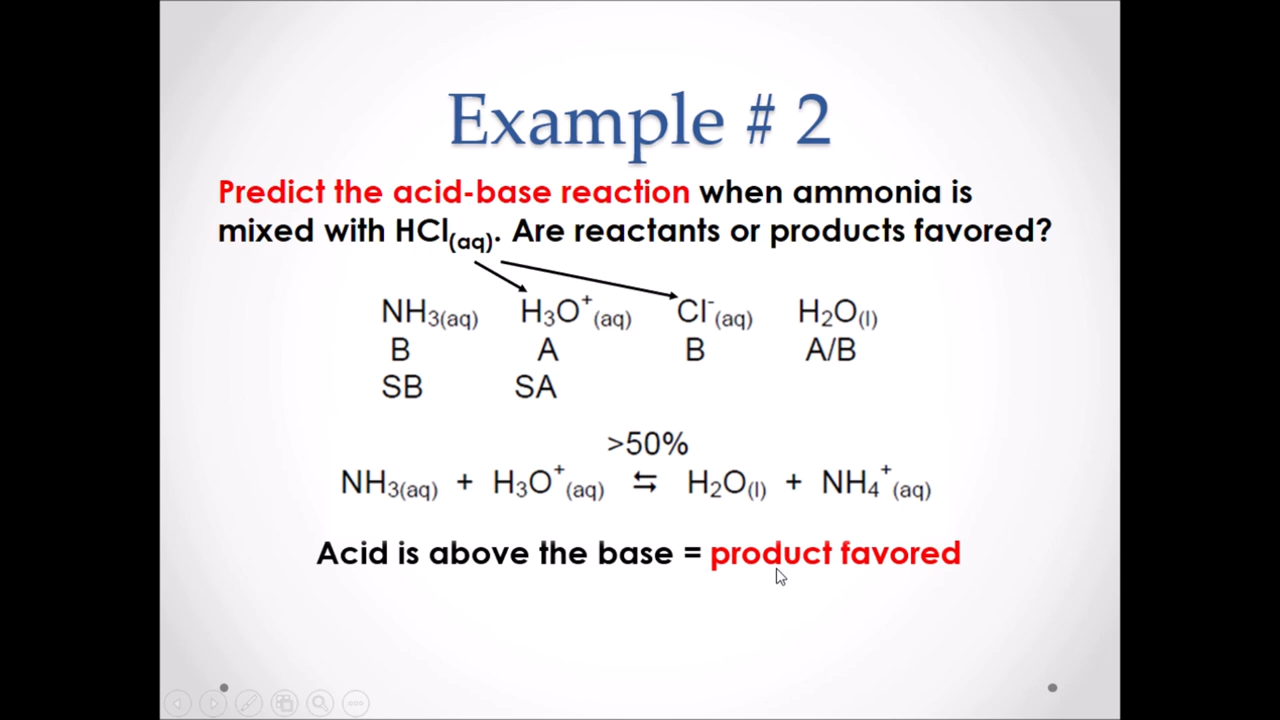 Example # 2
Predict the acid-base reaction when ammonia is
mixed with HCl(aq). Are reactants or products favored?
NH₃(aq) H₃O⁺(aq) Cl⁻(aq) H₂O(l)
B A B A/B
SB SA
>50%
NH₃(aq) + H₃O⁺(aq) ⇆ H₂O(l) + NH₄⁺(aq)
Acid is above the base = product favored